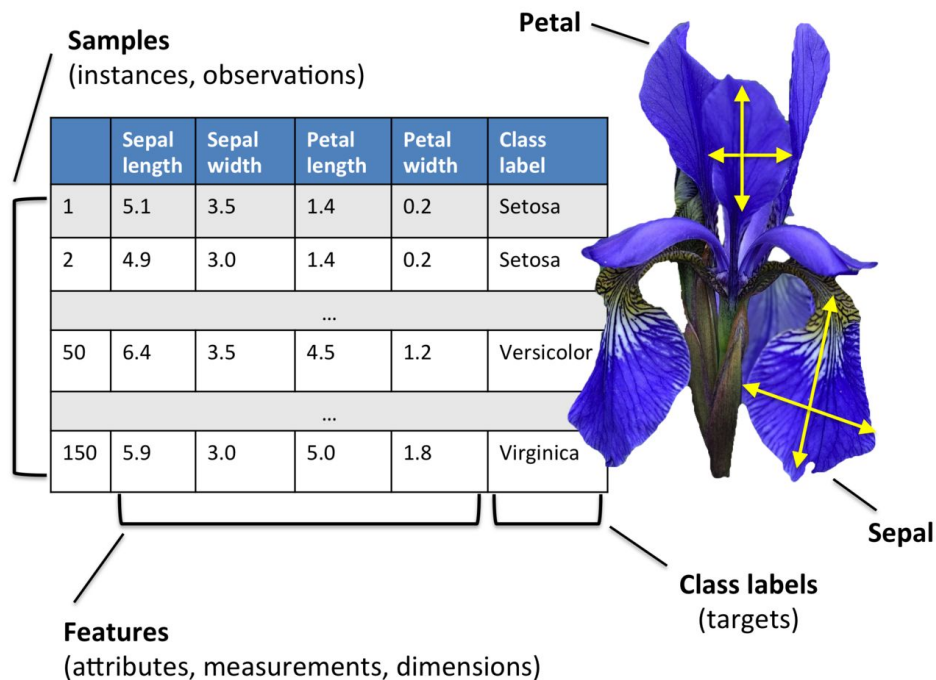 Samples
(instances, observations)
Petal
Sepal length Sepal width Petal length Petal width Class label
1 5.1 3.5 1.4 0.2 Setosa
2 4.9 3.0 1.4 0.2 Setosa
...
50 6.4 3.5 4.5 1.2 Versicolor
...
150 5.9 3.0 5.0 1.8 Virginica
Sepal
Class labels
(targets)
Features
(attributes, measurements, dimensions)